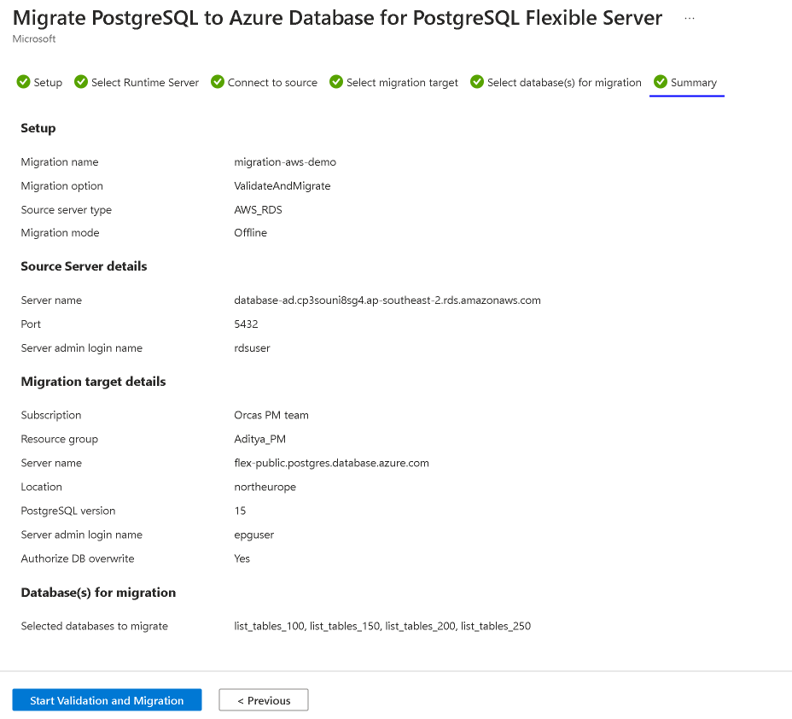 Migrate PostgreSQL to Azure Database for PostgreSQL Flexible Server ...
Microsoft
Setup Select Runtime Server Connect to source Select migration target Select database(s) for migration Summary
Setup
Migration name migration-aws-demo
Migration option ValidateAndMigrate
Source server type AWS_RDS
Migration mode Offline
Source Server details
Server name database-ad.cp3souni8sg4.ap-southeast-2.rds.amazonaws.com
Port 5432
Server admin login name rdsuser
Migration target details
Subscription Orcas PM team
Resource group Aditya_PM
Server name flex-public.postgres.database.azure.com
Location northeurope
PostgreSQL version 15
Server admin login name epguser
Authorize DB overwrite Yes
Database(s) for migration
Selected databases to migrate list_tables_100, list_tables_150, list_tables_200, list_tables_250
Start Validation and Migration < Previous